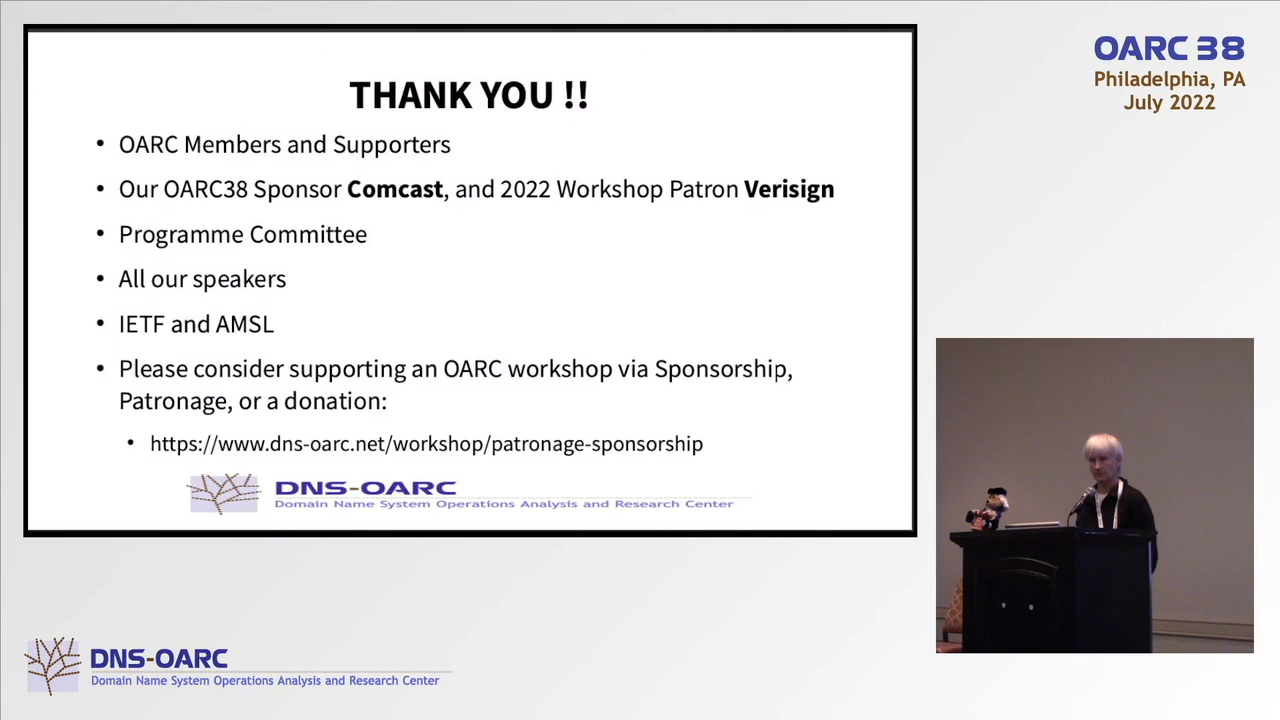 THANK YOU !!
• OARC Members and Supporters
• Our OARC38 Sponsor Comcast, and 2022 Workshop Patron Verisign
• Programme Committee
• All our speakers
• IETF and AMSL
• Please consider supporting an OARC workshop via Sponsorship,
Patronage, or a donation:
• https://www.dns-oarc.net/workshop/patronage-sponsorship
DNS-OARC
Domain Name System Operations Analysis and Research Center
OARC 38
Philadelphia, PA
July 2022
DNS-OARC
Domain Name System Operations Analysis and Research Center